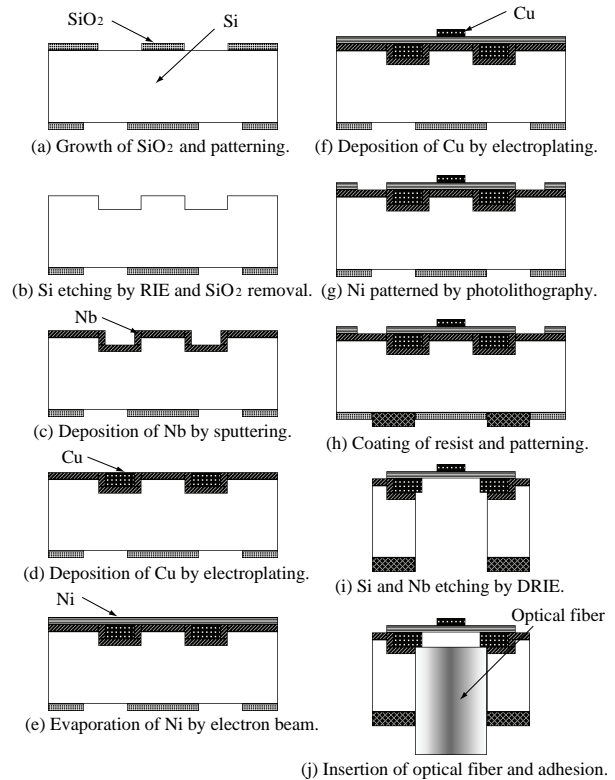 SiO2
Si
(a) Growth of SiO2 and patterning.
(b) Si etching by RIE and SiO2 removal.
Nb
(c) Deposition of Nb by sputtering.
Cu
(d) Deposition of Cu by electroplating.
Ni
(e) Evaporation of Ni by electron beam.
Cu
(f) Deposition of Cu by electroplating.
(g) Ni patterned by photolithography.
(h) Coating of resist and patterning.
(i) Si and Nb etching by DRIE.
Optical fiber
(j) Insertion of optical fiber and adhesion.